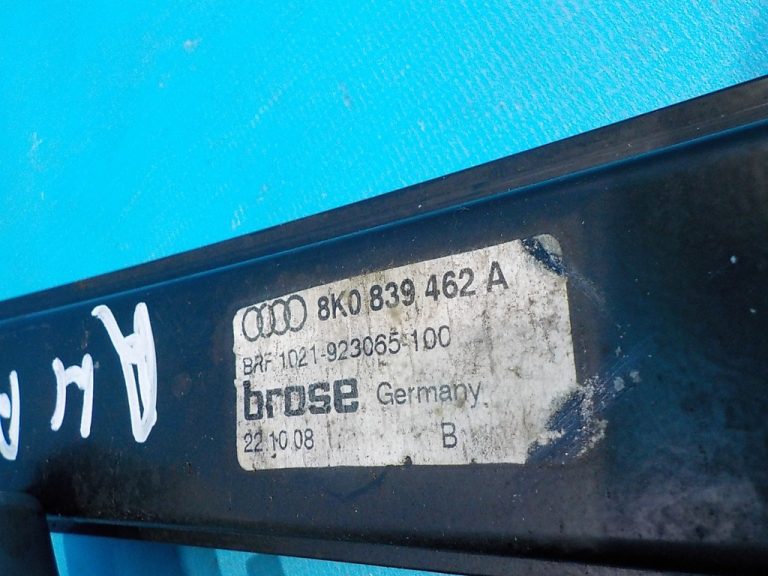 8K0 839 462 A
BRF 1021-923065-100
brose Germany
22.10.08 B